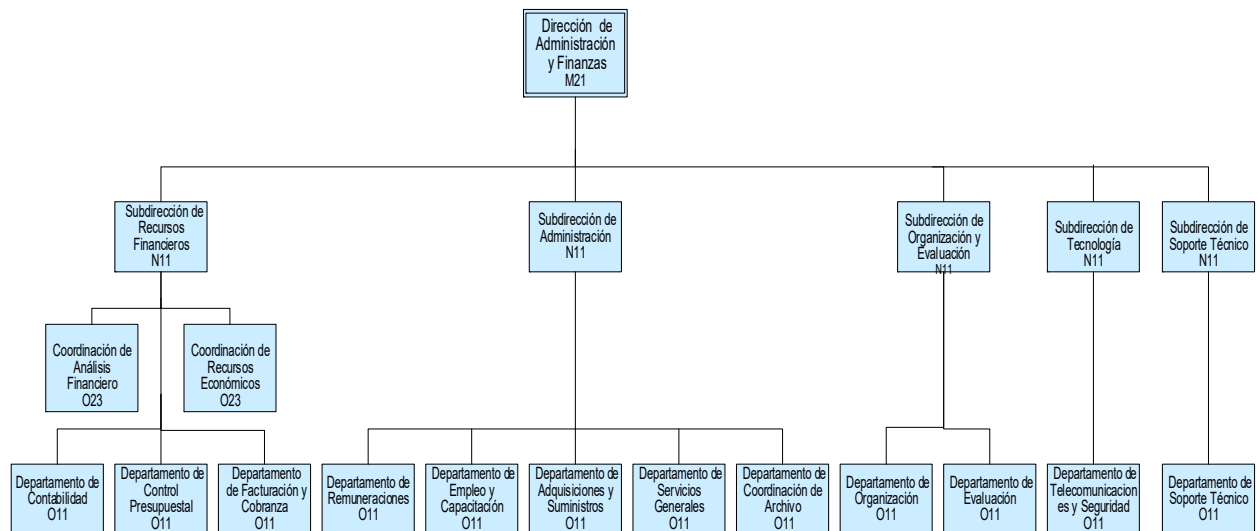 Dirección de
Administración
y Finanzas
M21
Subdirección de
Recursos
Financieros
N11
Subdirección de
Administración
N11
Subdirección de
Organización y
Evaluación
N11
Subdirección de
Tecnología
N11
Subdirección de
Soporte Técnico
N11
Coordinación de
Análisis
Financiero
O23
Coordinación de
Recursos
Económicos
O23
Departamento de
Contabilidad
O11
Departamento de
Control
Presupuestal
O11
Departamento
de Facturación y
Cobranza
O11
Departamento de
Remuneraciones
O11
Departamento de
Empleo y
Capacitación
O11
Departamento de
Adquisiciones y
Suministros
O11
Departamento de
Servicios
Generales
O11
Departamento de
Coordinación de
Archivo
O11
Departamento de
Organización
O11
Departamento de
Evaluación
O11
Departamento de
Telecomunicacion
es y Seguridad
O11
Departamento de
Soporte Técnico
O11